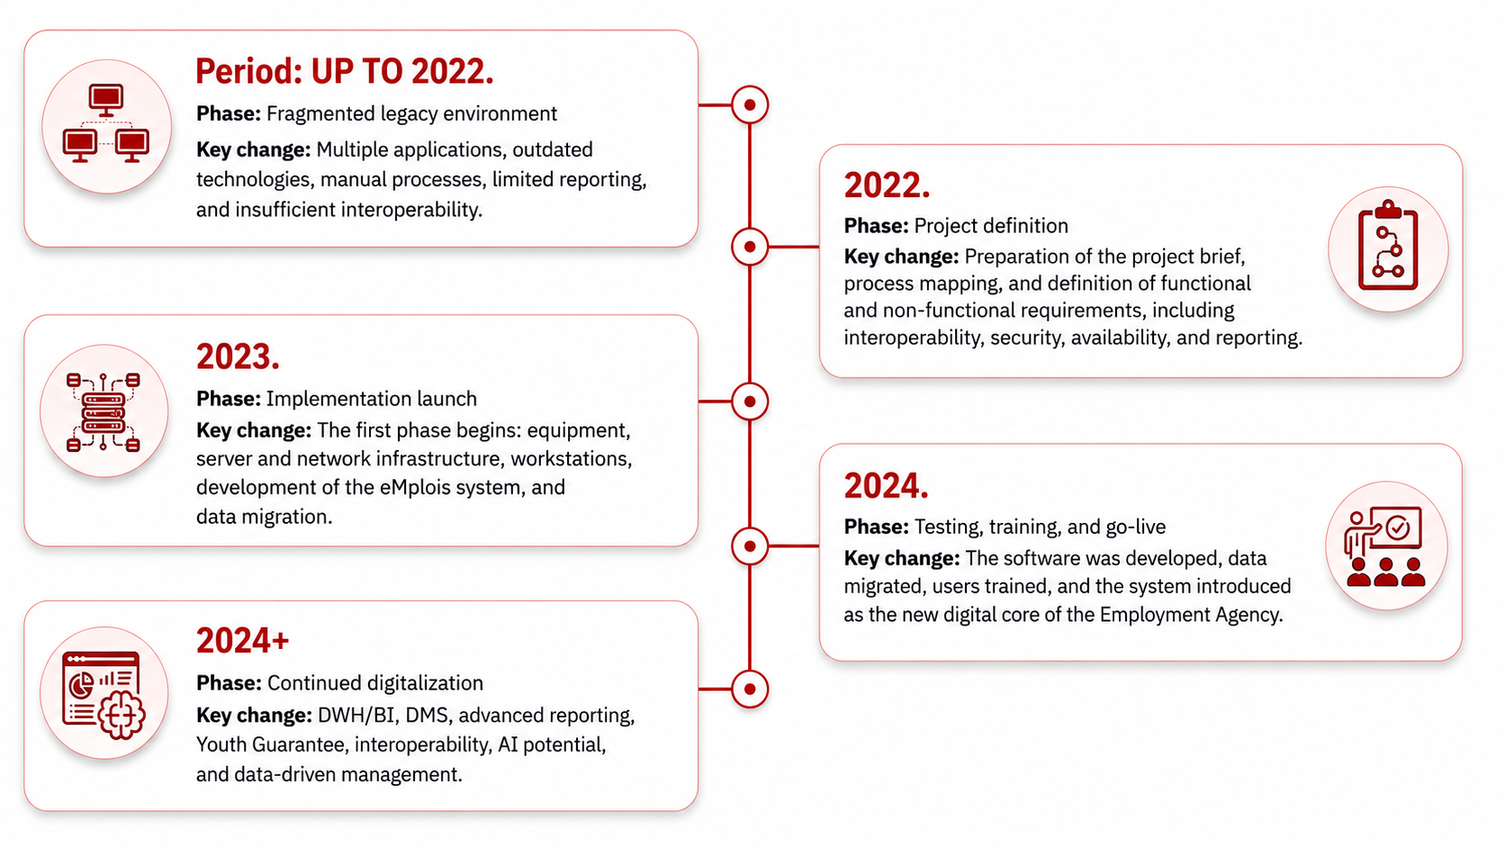 Period: UP TO 2022.
Phase: Fragmented legacy environment
Key change: Multiple applications, outdated
technologies, manual processes, limited reporting,
and insufficient interoperability.
2022.
Phase: Project definition
Key change: Preparation of the project brief,
process mapping, and definition of functional
and non-functional requirements, including
interoperability, security, availability, and reporting.
2023.
Phase: Implementation launch
Key change: The first phase begins: equipment,
server and network infrastructure, workstations,
development of the eMplois system, and
data migration.
2024.
Phase: Testing, training, and go-live
Key change: The software was developed, data
migrated, users trained, and the system introduced
as the new digital core of the Employment Agency.
2024+
Phase: Continued digitalization
Key change: DWH/BI, DMS, advanced reporting,
Youth Guarantee, interoperability, AI potential,
and data-driven management.